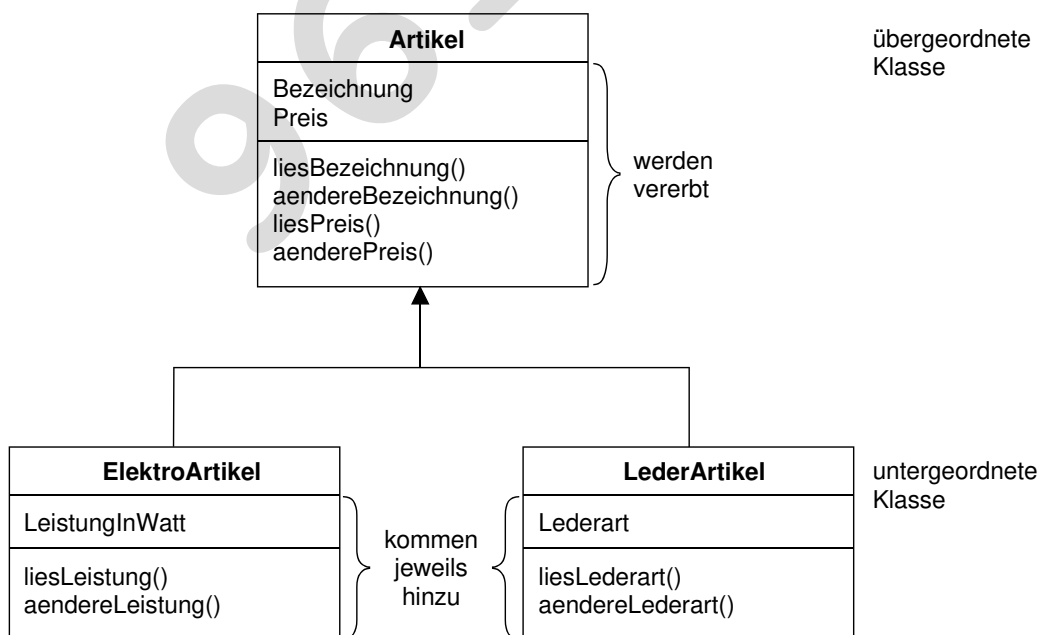 Artikel
übergeordnete
Klasse
Bezeichnung
Preis
liesBezeichnung()
aendereBezeichnung()
liesPreis()
aenderePreis()
werden
vererbt
ElektroArtikel
LeistungInWatt
liesLeistung()
aendereLeistung()
kommen
jeweils
hinzu
LederArtikel
Lederart
liesLederart()
aendereLederart()
untergeordnete
Klasse